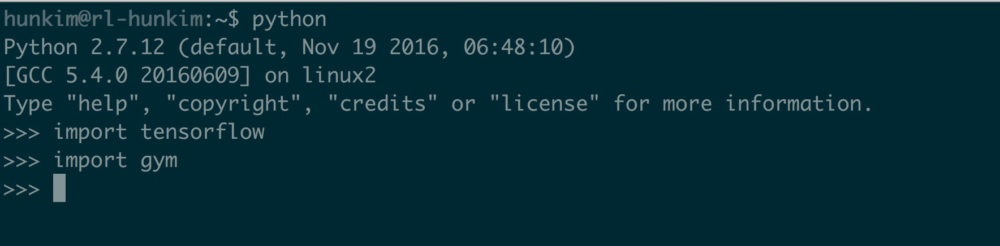 hunkim@rl-hunkim:~$ python
Python 2.7.12 (default, Nov 19 2016, 06:48:10)
[GCC 5.4.0 20160609] on linux2
Type "help", "copyright", "credits" or "license" for more information.
>>> import tensorflow
>>> import gym
>>>